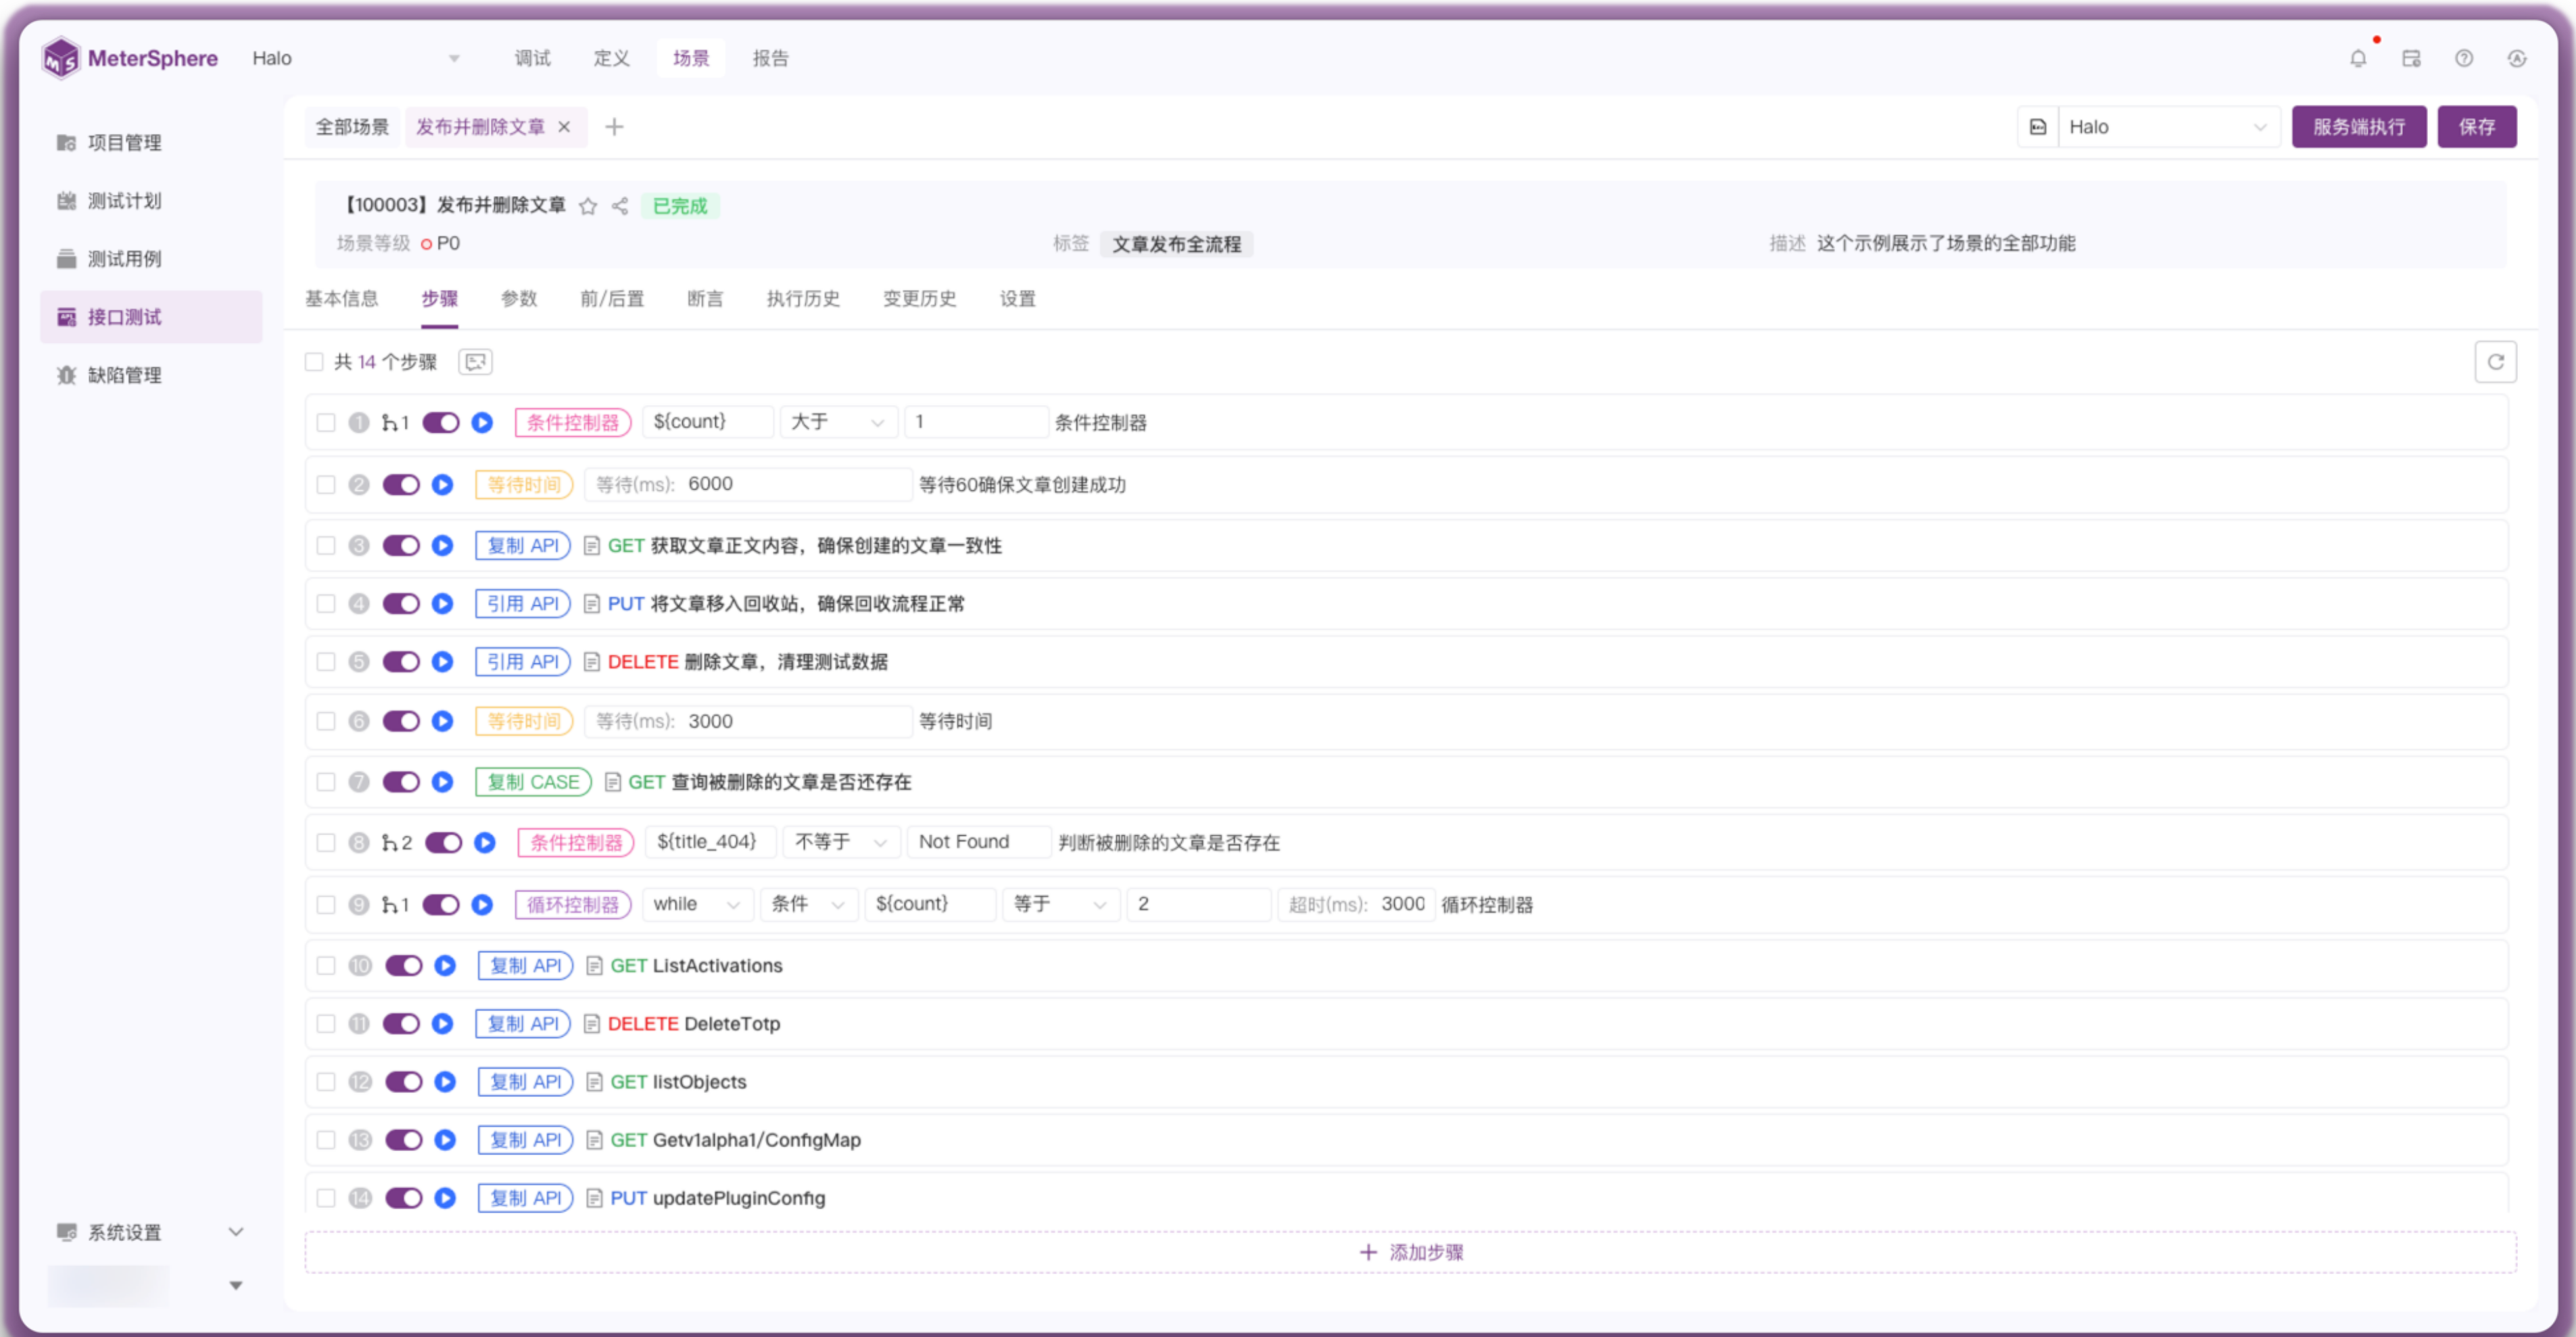 MeterSphere Halo 调试 定义 场景 报告
项目管理
测试计划
测试用例
接口测试
缺陷管理
系统设置
全部场景 发布并删除文章 Halo 服务端执行 保存
【100003】发布并删除文章 已完成
场景等级 P0 标签 文章发布全流程 描述 这个示例展示了场景的全部功能
基本信息 步骤 参数 前/后置 断言 执行历史 变更历史 设置
共 14 个步骤
1 1 条件控制器 ${count} 大于 1 条件控制器
2 等待时间 等待(ms): 6000 等待60确保文章创建成功
3 复制 API GET 获取文章正文内容，确保创建的文章一致性
4 引用 API PUT 将文章移入回收站，确保回收流程正常
5 引用 API DELETE 删除文章，清理测试数据
6 等待时间 等待(ms): 3000 等待时间
7 复制 CASE GET 查询被删除的文章是否还存在
8 2 条件控制器 ${title_404} 不等于 Not Found 判断被删除的文章是否存在
9 1 循环控制器 while 条件 ${count} 等于 2 超时(ms): 3000 循环控制器
10 复制 API GET ListActivations
11 复制 API DELETE DeleteTotp
12 复制 API GET listObjects
13 复制 API GET Getv1alpha1/ConfigMap
14 复制 API PUT updatePluginConfig
添加步骤